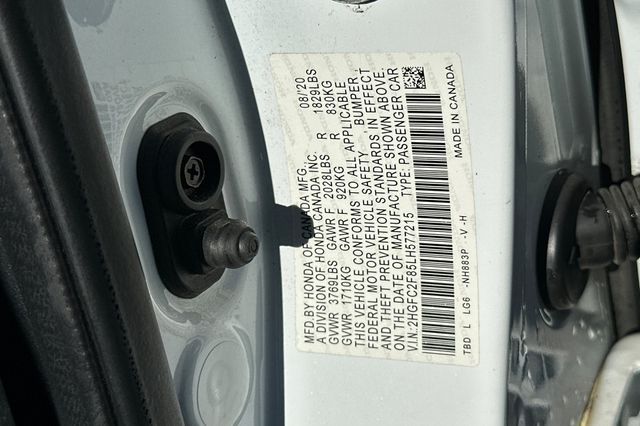 MFD.BY HONDA OF CANADA MFG., 08/'20
A DIVISION OF HONDA CANADA INC.
GVWR 3769LBS GAWR F 2028LBS R 1829LBS
GVWR 1710KG GAWR F 920KG R 830KG
THIS VEHICLE CONFORMS TO ALL APPLICABLE
FEDERAL MOTOR VEHICLE SAFETY BUMPER
AND THEFT PREVENTION STANDARDS IN EFFECT
ON THE DATE OF MANUFACTURE SHOWN ABOVE.
V.I.N.:2HGFC2F85LH577215 TYPE:PASSENGER CAR
TBD L LG6 -NH883P -V -H MADE IN CANADA